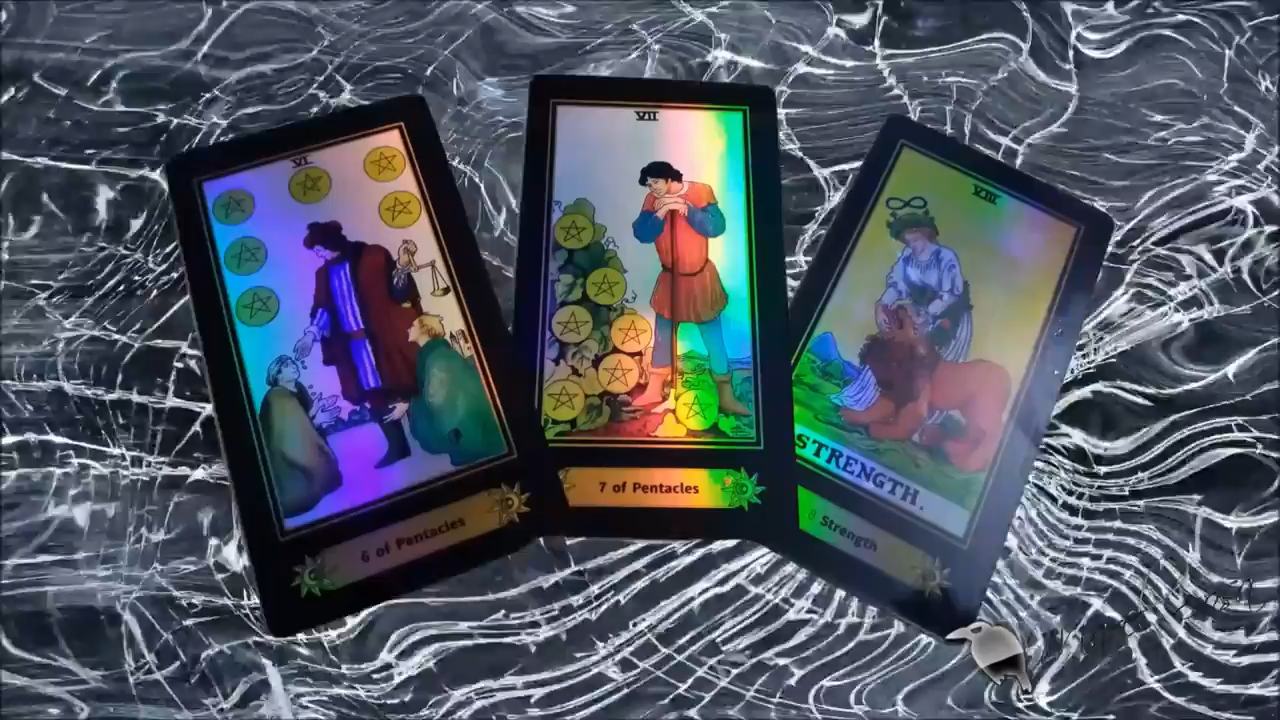 VI
6 of Pentacles
VII
7 of Pentacles
VIII
STRENGTH.
8 Strength